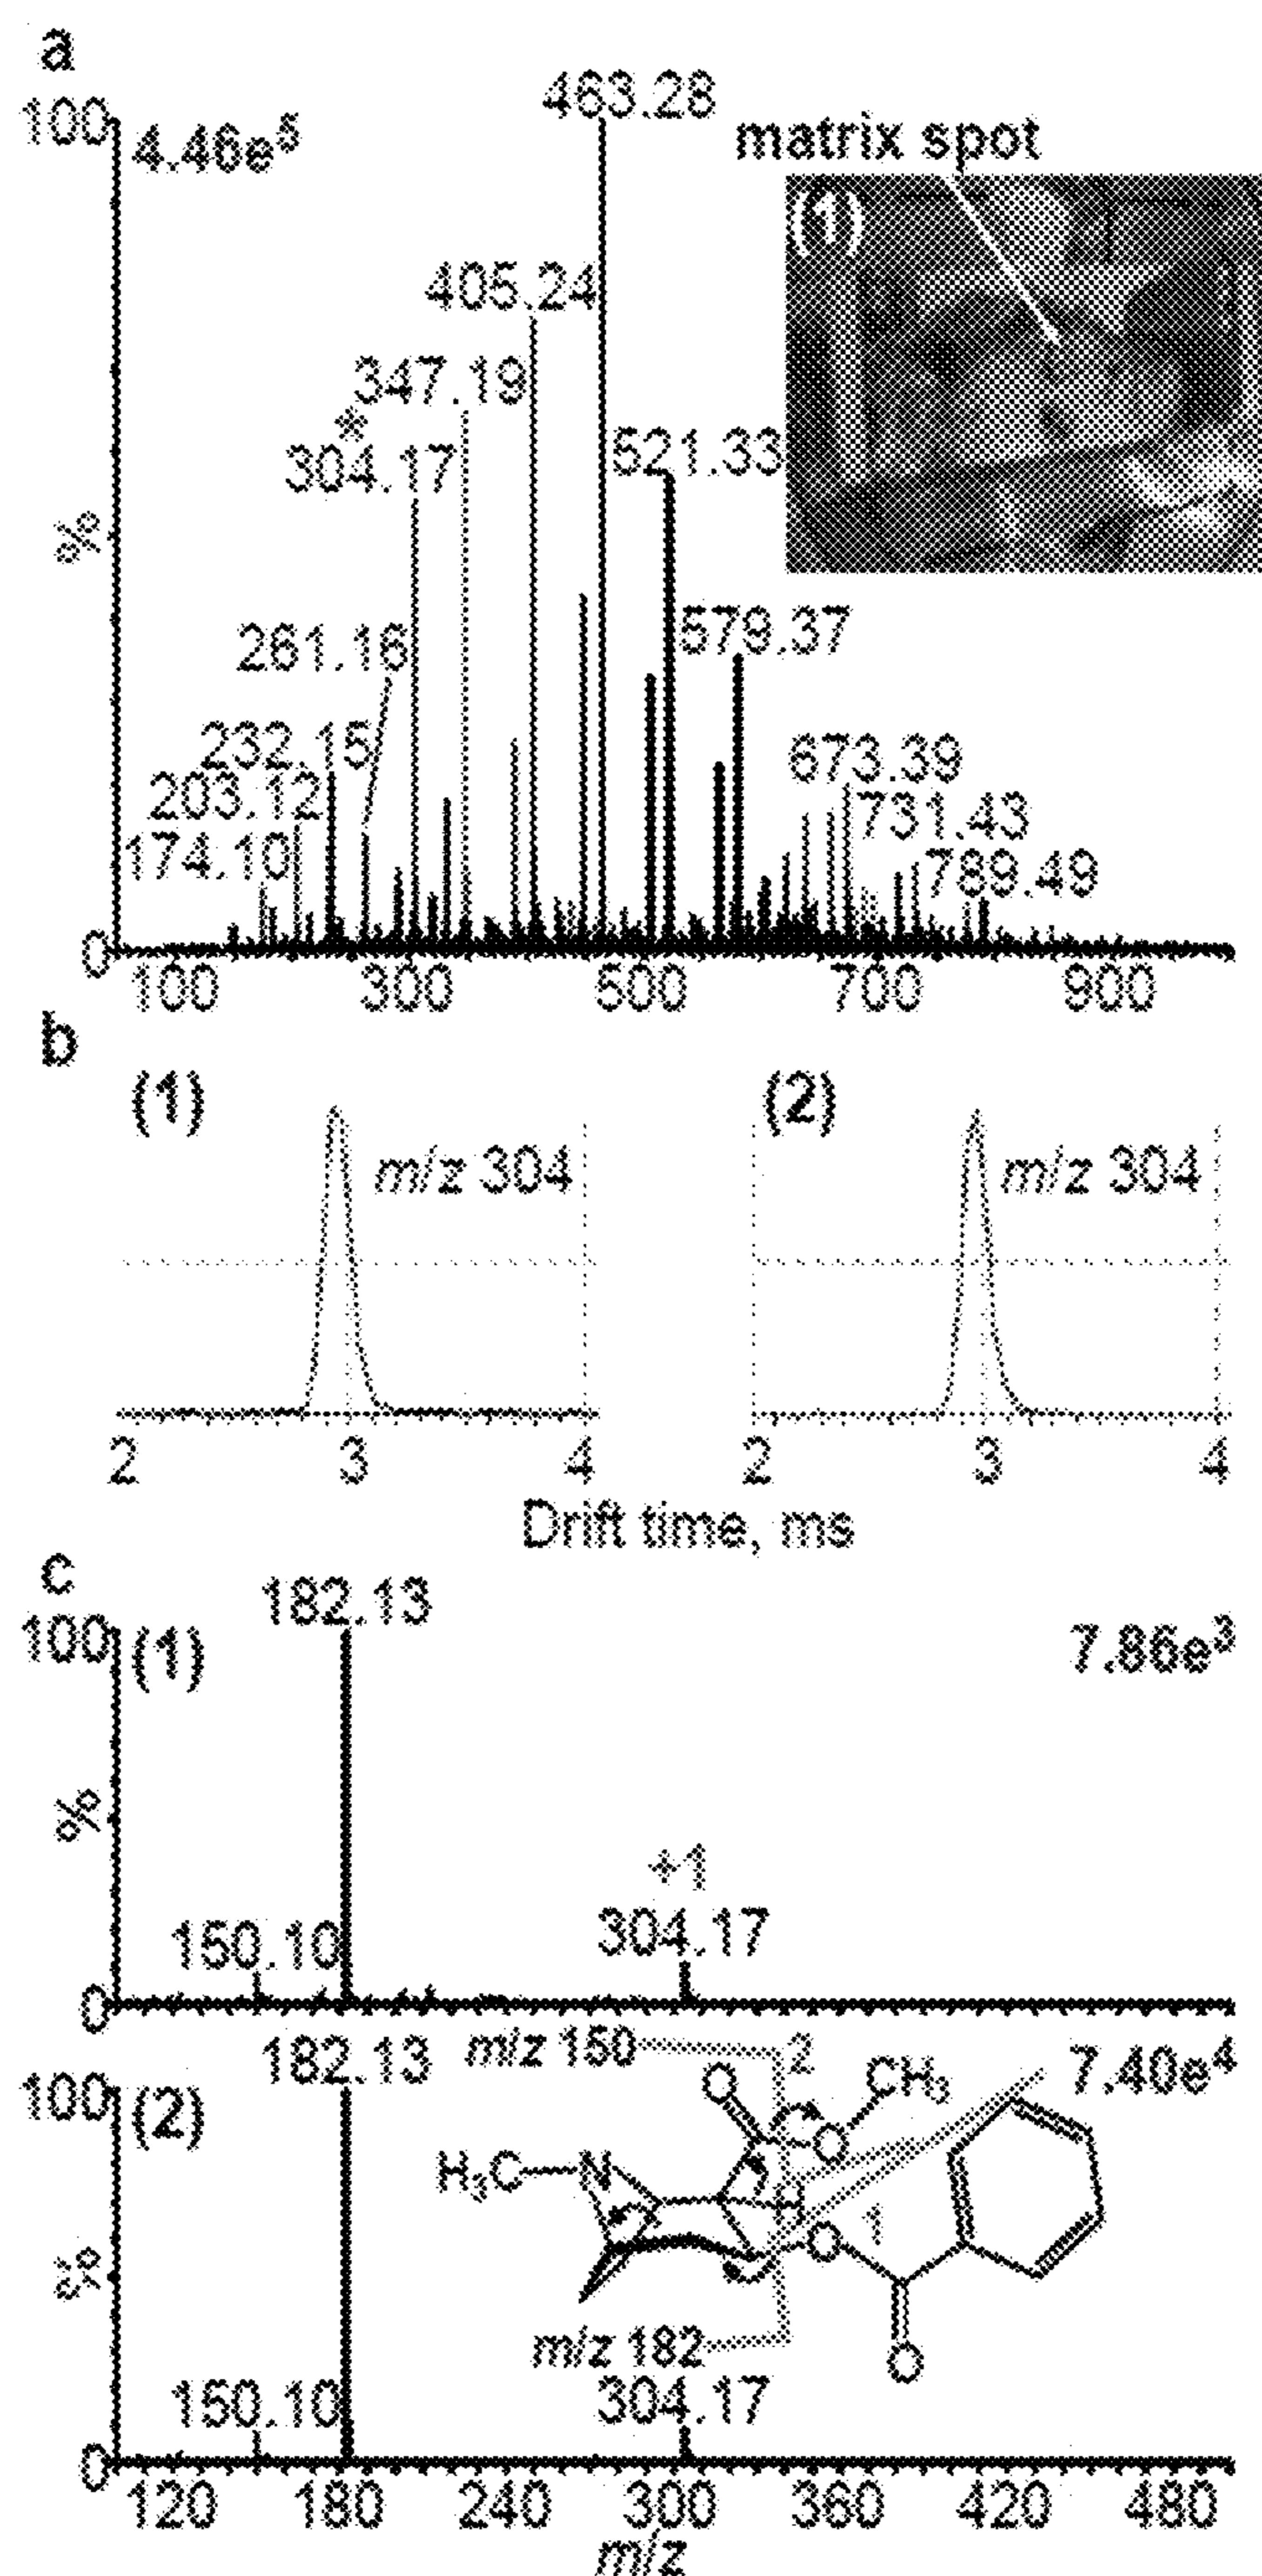 a
100
4.46e⁵
463.28
matrix spot
(1)
405.24
347.19
*
304.17
521.33
%
261.16
579.37
232.15
203.12
174.10
673.39
731.43
789.49
0
100 300 500 700 900
b
(1) (2)
m/z 304 m/z 304
2 3 4 2 3 4
Drift time, ms
c
182.13
100 (1) 7.86e³
%
+1
150.10 304.17
0
182.13 m/z 150 2 7.40e⁴
100 (2)
O CH₃
O
H₃C N
H
O 1
%
m/z 182
O
150.10 304.17
0
120 180 240 300 360 420 480
m/z